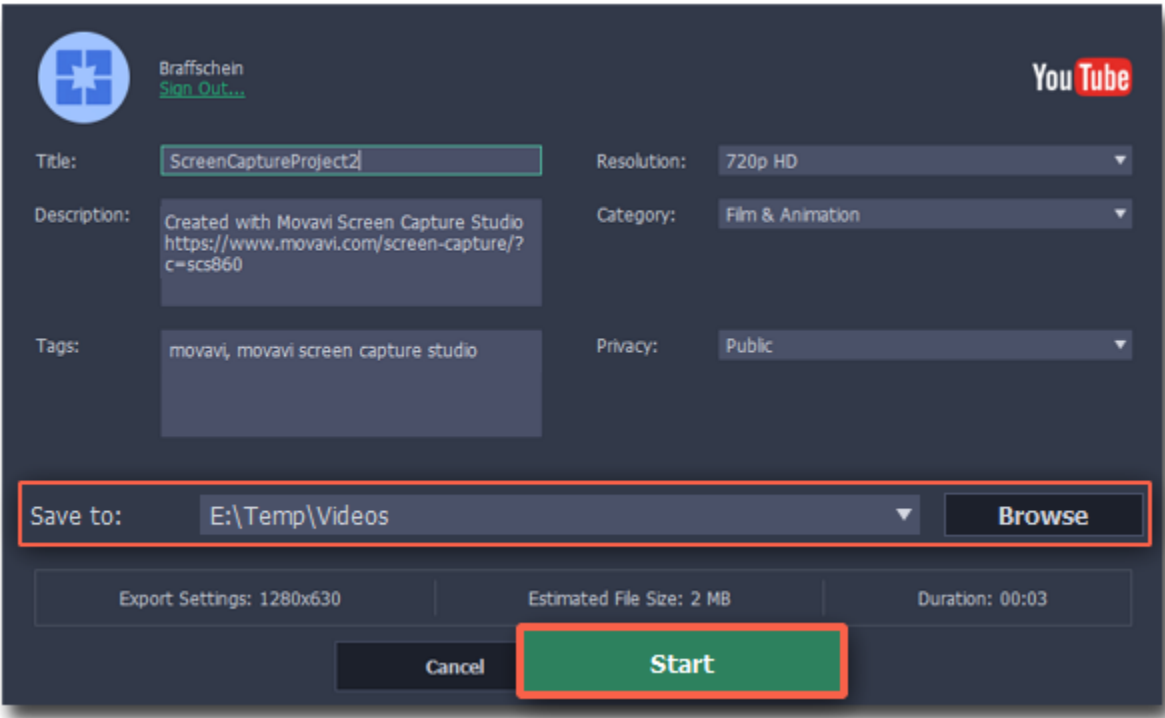 Braffschein
Sign Out...
YouTube
Title: ScreenCaptureProject2
Resolution: 720p HD
Description: Created with Movavi Screen Capture Studio
https://www.movavi.com/screen-capture/?
c=scs860
Category: Film & Animation
Tags: movavi, movavi screen capture studio
Privacy: Public
Save to: E:\Temp\Videos Browse
Export Settings: 1280x630 Estimated File Size: 2 MB Duration: 00:03
Cancel Start